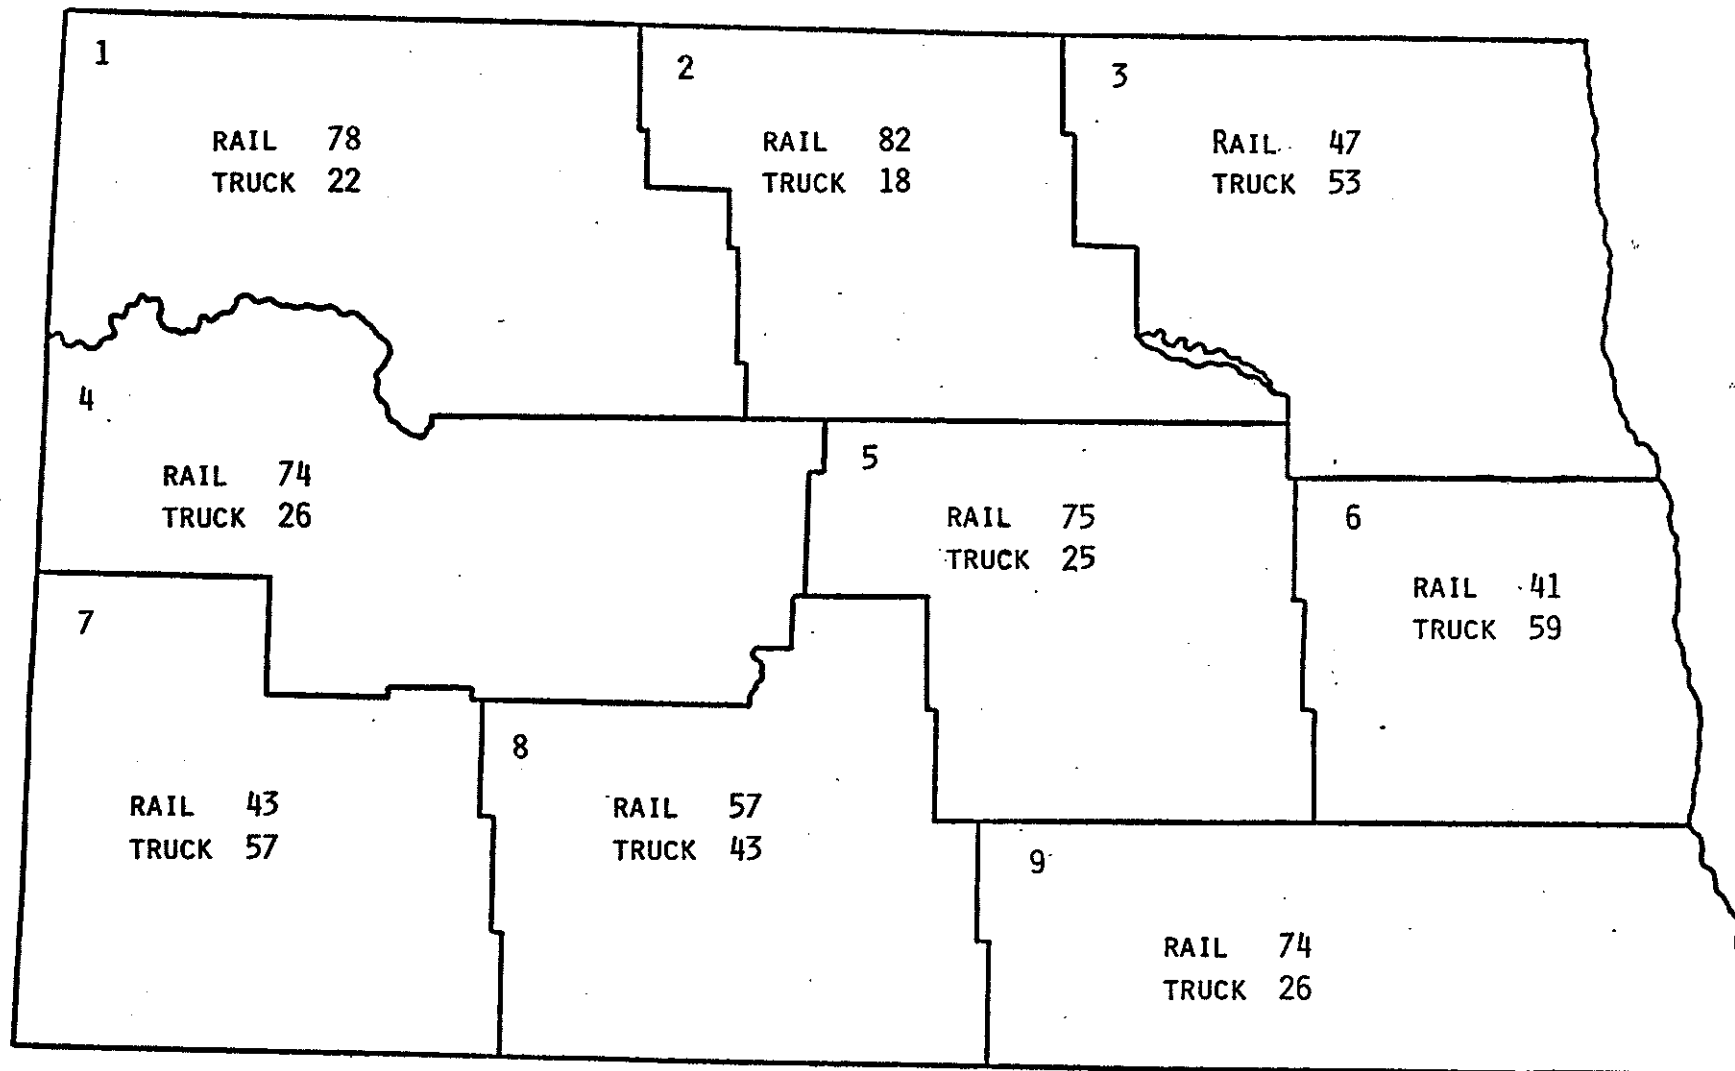 1
RAIL 78
TRUCK 22
2
RAIL 82
TRUCK 18
3
RAIL 47
TRUCK 53
4
RAIL 74
TRUCK 26
5
RAIL 75
TRUCK 25
6
RAIL 41
TRUCK 59
7
RAIL 43
TRUCK 57
8
RAIL 57
TRUCK 43
9
RAIL 74
TRUCK 26